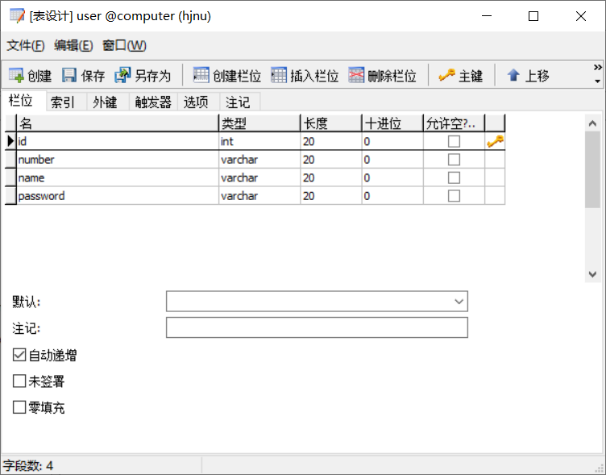 [表设计] user @computer (hjnu)
文件(F) 编辑(E) 窗口(W)
创建 保存 另存为 创建栏位 插入栏位 删除栏位 主键 上移
栏位 索引 外键 触发器 选项 注记
名 类型 长度 十进位 允许空?..
id int 20 0
number varchar 20 0
name varchar 20 0
password varchar 20 0
默认:
注记:
自动递增
未签署
零填充
字段数: 4